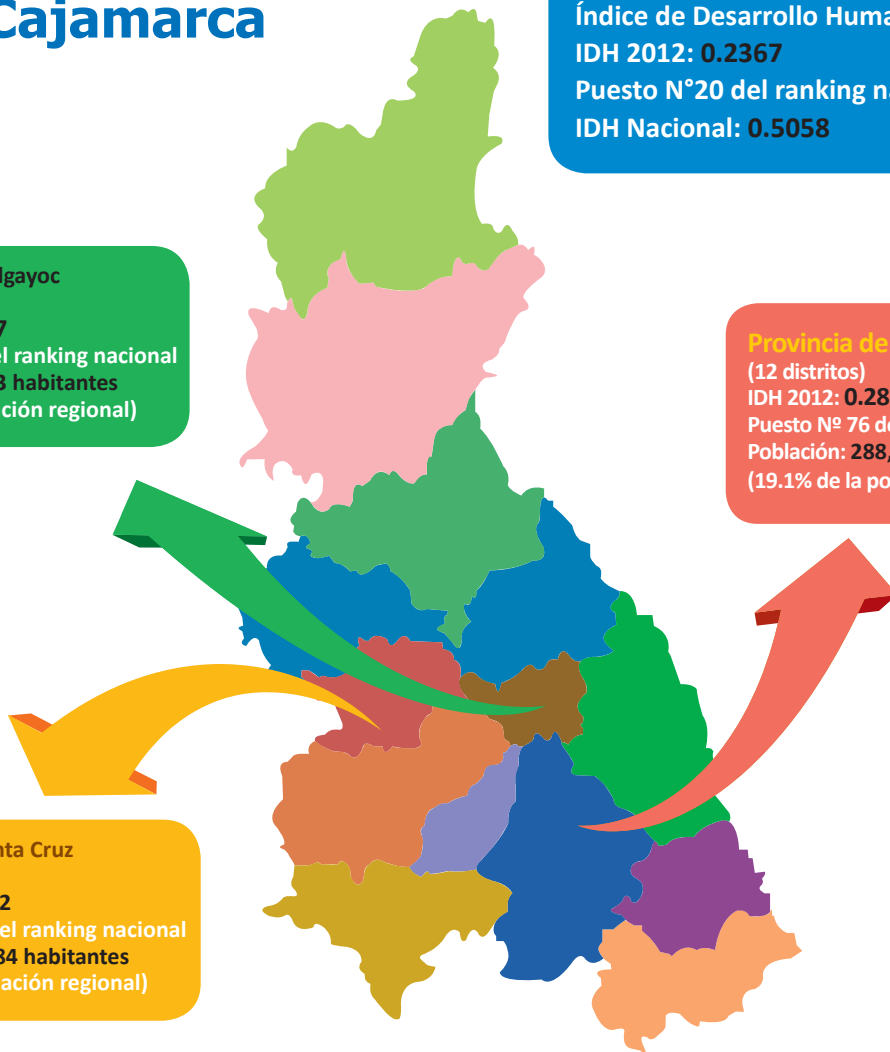 Cajamarca
Índice de Desarrollo Huma
IDH 2012: 0.2367
Puesto N°20 del ranking na
IDH Nacional: 0.5058
lgayoc
7
el ranking nacional
3 habitantes
ación regional)
Provincia de
(12 distritos)
IDH 2012: 0.28
Puesto Nº 76 de
Población: 288,
(19.1% de la po
nta Cruz
2
el ranking nacional
84 habitantes
ación regional)